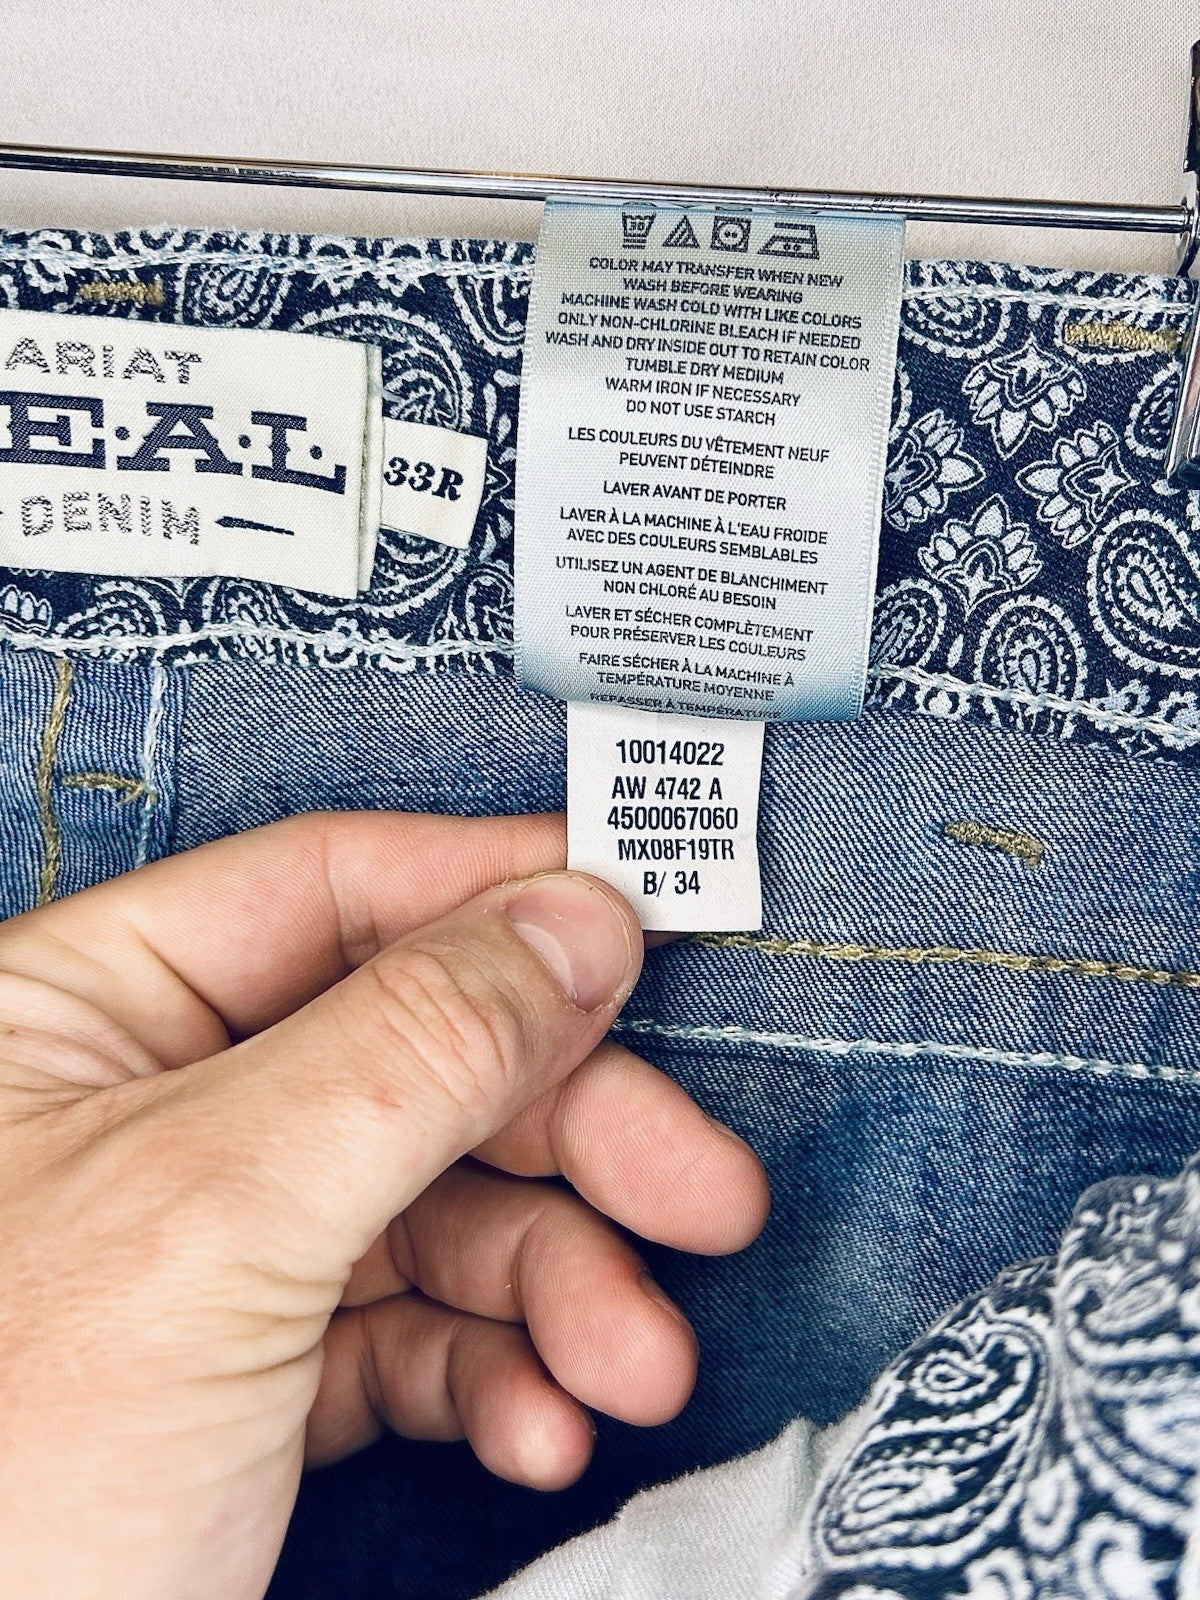 ARIAT
E·A·L
DENIM
33R
30
COLOR MAY TRANSFER WHEN NEW
WASH BEFORE WEARING
MACHINE WASH COLD WITH LIKE COLORS
ONLY NON-CHLORINE BLEACH IF NEEDED
WASH AND DRY INSIDE OUT TO RETAIN COLOR
TUMBLE DRY MEDIUM
WARM IRON IF NECESSARY
DO NOT USE STARCH
LES COULEURS DU VÊTEMENT NEUF
PEUVENT DÉTEINDRE
LAVER AVANT DE PORTER
LAVER À LA MACHINE À L'EAU FROIDE
AVEC DES COULEURS SEMBLABLES
UTILISEZ UN AGENT DE BLANCHIMENT
NON CHLORÉ AU BESOIN
LAVER ET SÉCHER COMPLÈTEMENT
POUR PRÉSERVER LES COULEURS
FAIRE SÉCHER À LA MACHINE À
TEMPÉRATURE MOYENNE
REPASSER À TEMPÉRATURE
10014022
AW 4742 A
4500067060
MX08F19TR
B/ 34